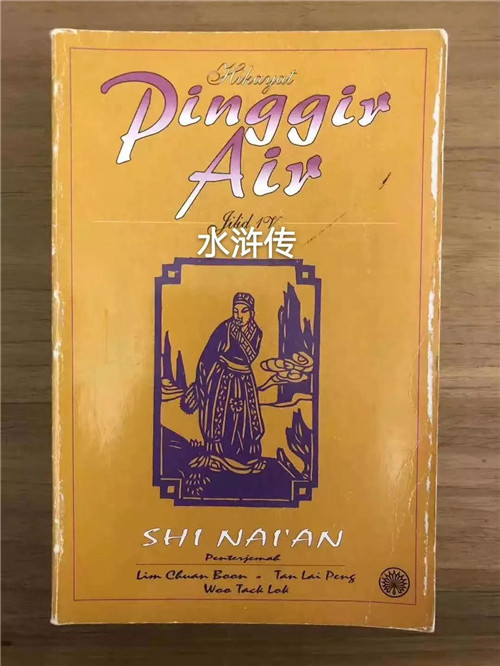 Hikayat
Pinggir
Air
Jilid 1V
水浒传
SHI NAI'AN
Penterjemah
Lim Chuan Boon - Tan Lai Peng
Woo Tack Lok